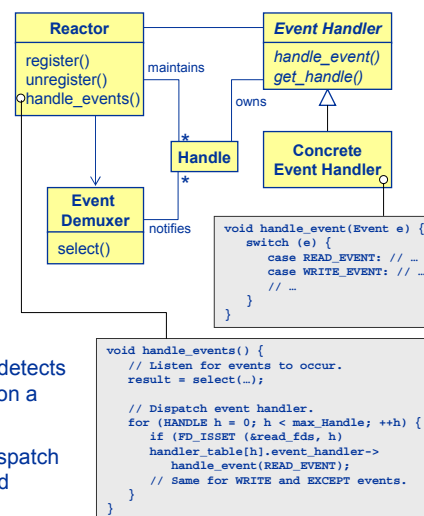 Reactor
register()
unregister()
handle_events()
maintains
Event Handler
handle_event()
get_handle()
owns
*
Handle
*
Concrete
Event Handler
Event
Demuxer
select()
notifies
void handle_event(Event e) {
switch (e) {
case READ_EVENT: // …
case WRITE_EVENT: // …
// …
}
}
detects
on a
spatch
d
void handle_events() {
// Listen for events to occur.
result = select(…);
// Dispatch event handler.
for (HANDLE h = 0; h < max_Handle; ++h) {
if (FD_ISSET (&read_fds, h)
handler_table[h].event_handler->
handle_event(READ_EVENT);
// Same for WRITE and EXCEPT events.
}
}